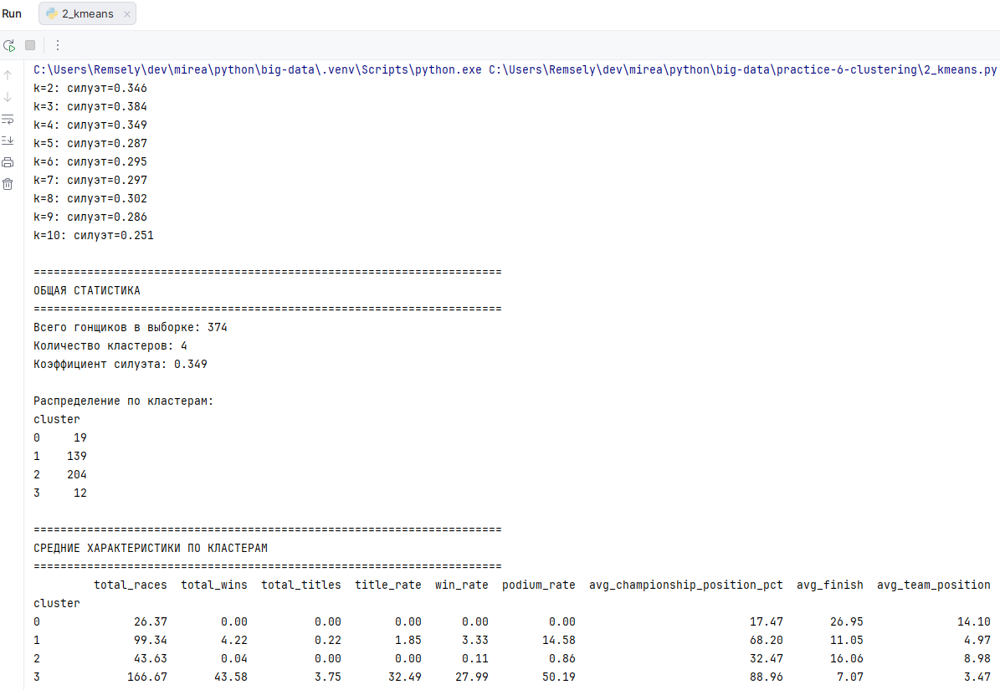 Run 2_kmeans
C:\Users\Remsely\dev\mirea\python\big-data\.venv\Scripts\python.exe C:\Users\Remsely\dev\mirea\python\big-data\practice-6-clustering\2_kmeans.py
k=2: силуэт=0.346
k=3: силуэт=0.384
k=4: силуэт=0.349
k=5: силуэт=0.287
k=6: силуэт=0.295
k=7: силуэт=0.297
k=8: силуэт=0.302
k=9: силуэт=0.286
k=10: силуэт=0.251
======================================================================
ОБЩАЯ СТАТИСТИКА
======================================================================
Всего гонщиков в выборке: 374
Количество кластеров: 4
Коэффициент силуэта: 0.349
Распределение по кластерам:
cluster
0 19
1 139
2 204
3 12
======================================================================
СРЕДНИЕ ХАРАКТЕРИСТИКИ ПО КЛАСТЕРАМ
======================================================================
total_races total_wins total_titles title_rate win_rate podium_rate avg_championship_position_pct avg_finish avg_team_position
cluster
0 26.37 0.00 0.00 0.00 0.00 0.00 17.47 26.95 14.10
1 99.34 4.22 0.22 1.85 3.33 14.58 68.20 11.05 4.97
2 43.63 0.04 0.00 0.00 0.11 0.86 32.47 16.06 8.98
3 166.67 43.58 3.75 32.49 27.99 50.19 88.96 7.07 3.47